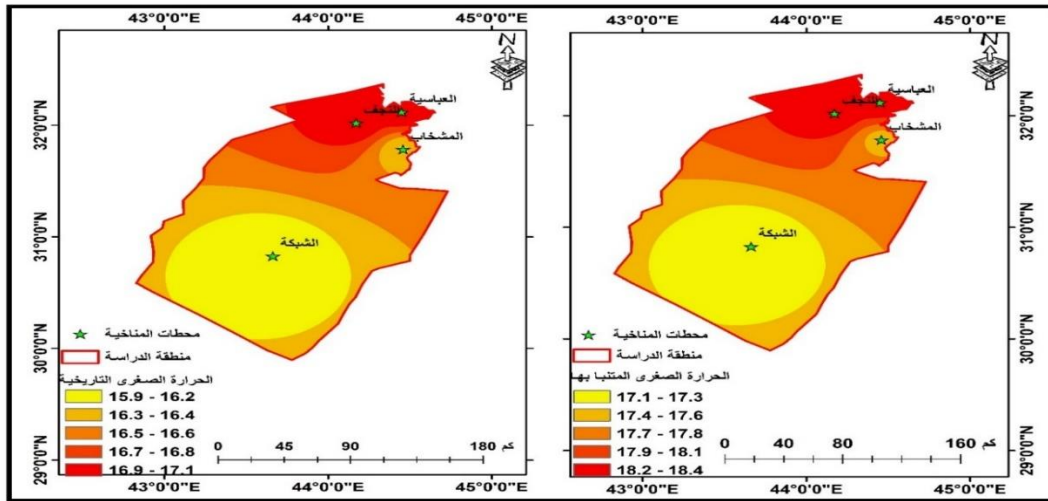 43°0'0"E 44°0'0"E 45°0'0"E
N
32°0'0"N
31°0'0"N
30°0'0"N
29°0'0"N
العباسية
النجف
المشخاب
الشبكة
محطات المناخية
منطقة الدراسة
الحرارة الصغرى التاريخية
15.9 - 16.2
16.3 - 16.4
16.5 - 16.6
16.7 - 16.8
16.9 - 17.1
0 45 90 180 كم
43°0'0"E 44°0'0"E 45°0'0"E
43°0'0"E 44°0'0"E 45°0'0"E
N
32°0'0"N
31°0'0"N
30°0'0"N
29°0'0"N
العباسية
النجف
المشخاب
الشبكة
محطات المناخية
منطقة الدراسة
الحرارة الصغرى المتنبا بها
17.1 - 17.3
17.4 - 17.6
17.7 - 17.8
17.9 - 18.1
18.2 - 18.4
0 40 80 160 كم
43°0'0"E 44°0'0"E 45°0'0"E